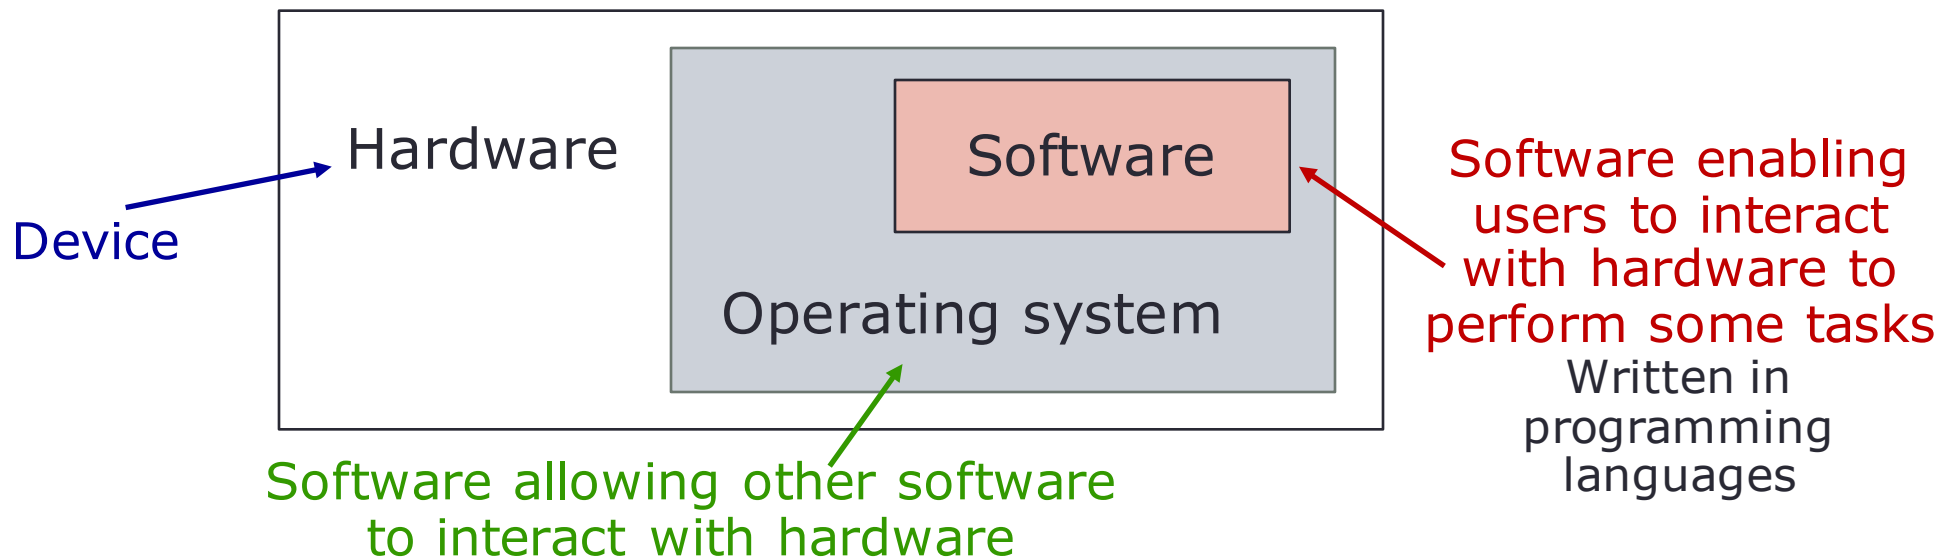 Hardware
Software
Operating system
Device
Software allowing other software
to interact with hardware
Software enabling
users to interact
with hardware to
perform some tasks
Written in
programming
languages